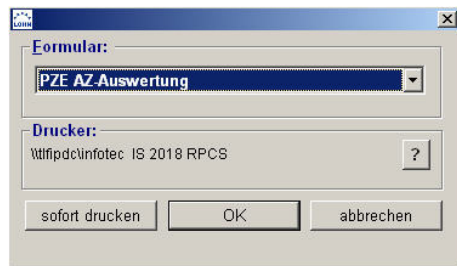 LOHN
Formular:
PZE AZ-Auswertung
Drucker:
\\tlfipdc\infotec IS 2018 RPCS
?
sofort drucken
OK
abbrechen